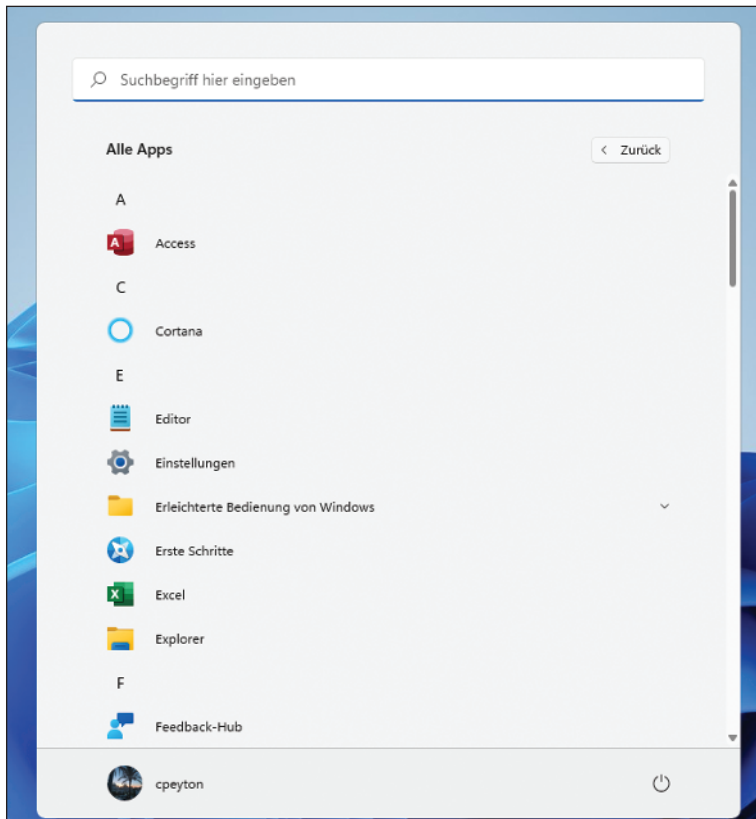 Suchbegriff hier eingeben
Alle Apps
Zurück
A
Access
C
Cortana
E
Editor
Einstellungen
Erleichterte Bedienung von Windows
Erste Schritte
Excel
Explorer
F
Feedback-Hub
cpeyton